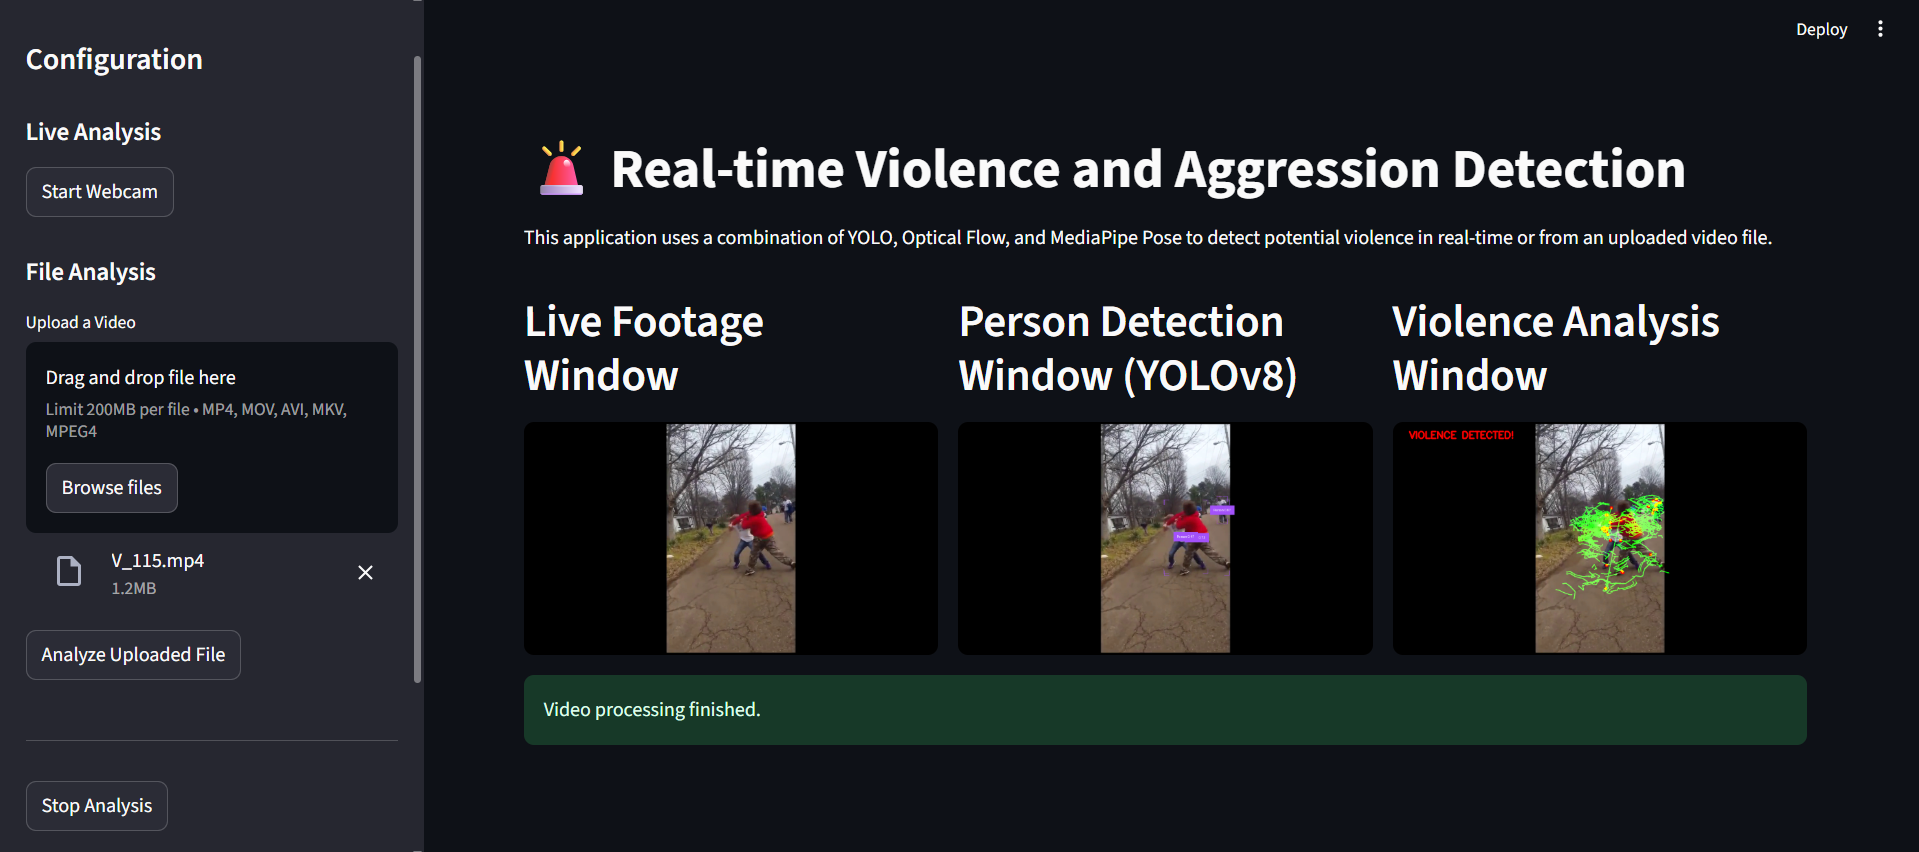 Configuration
Live Analysis
Start Webcam
File Analysis
Upload a Video
Drag and drop file here
Limit 200MB per file • MP4, MOV, AVI, MKV,
MPEG4
Browse files
V_115.mp4
1.2MB
Analyze Uploaded File
Stop Analysis
Deploy
Real-time Violence and Aggression Detection
This application uses a combination of YOLO, Optical Flow, and MediaPipe Pose to detect potential violence in real-time or from an uploaded video file.
Live Footage
Window
Person Detection
Window (YOLOv8)
Violence Analysis
Window
VIOLENCE DETECTED!
Video processing finished.